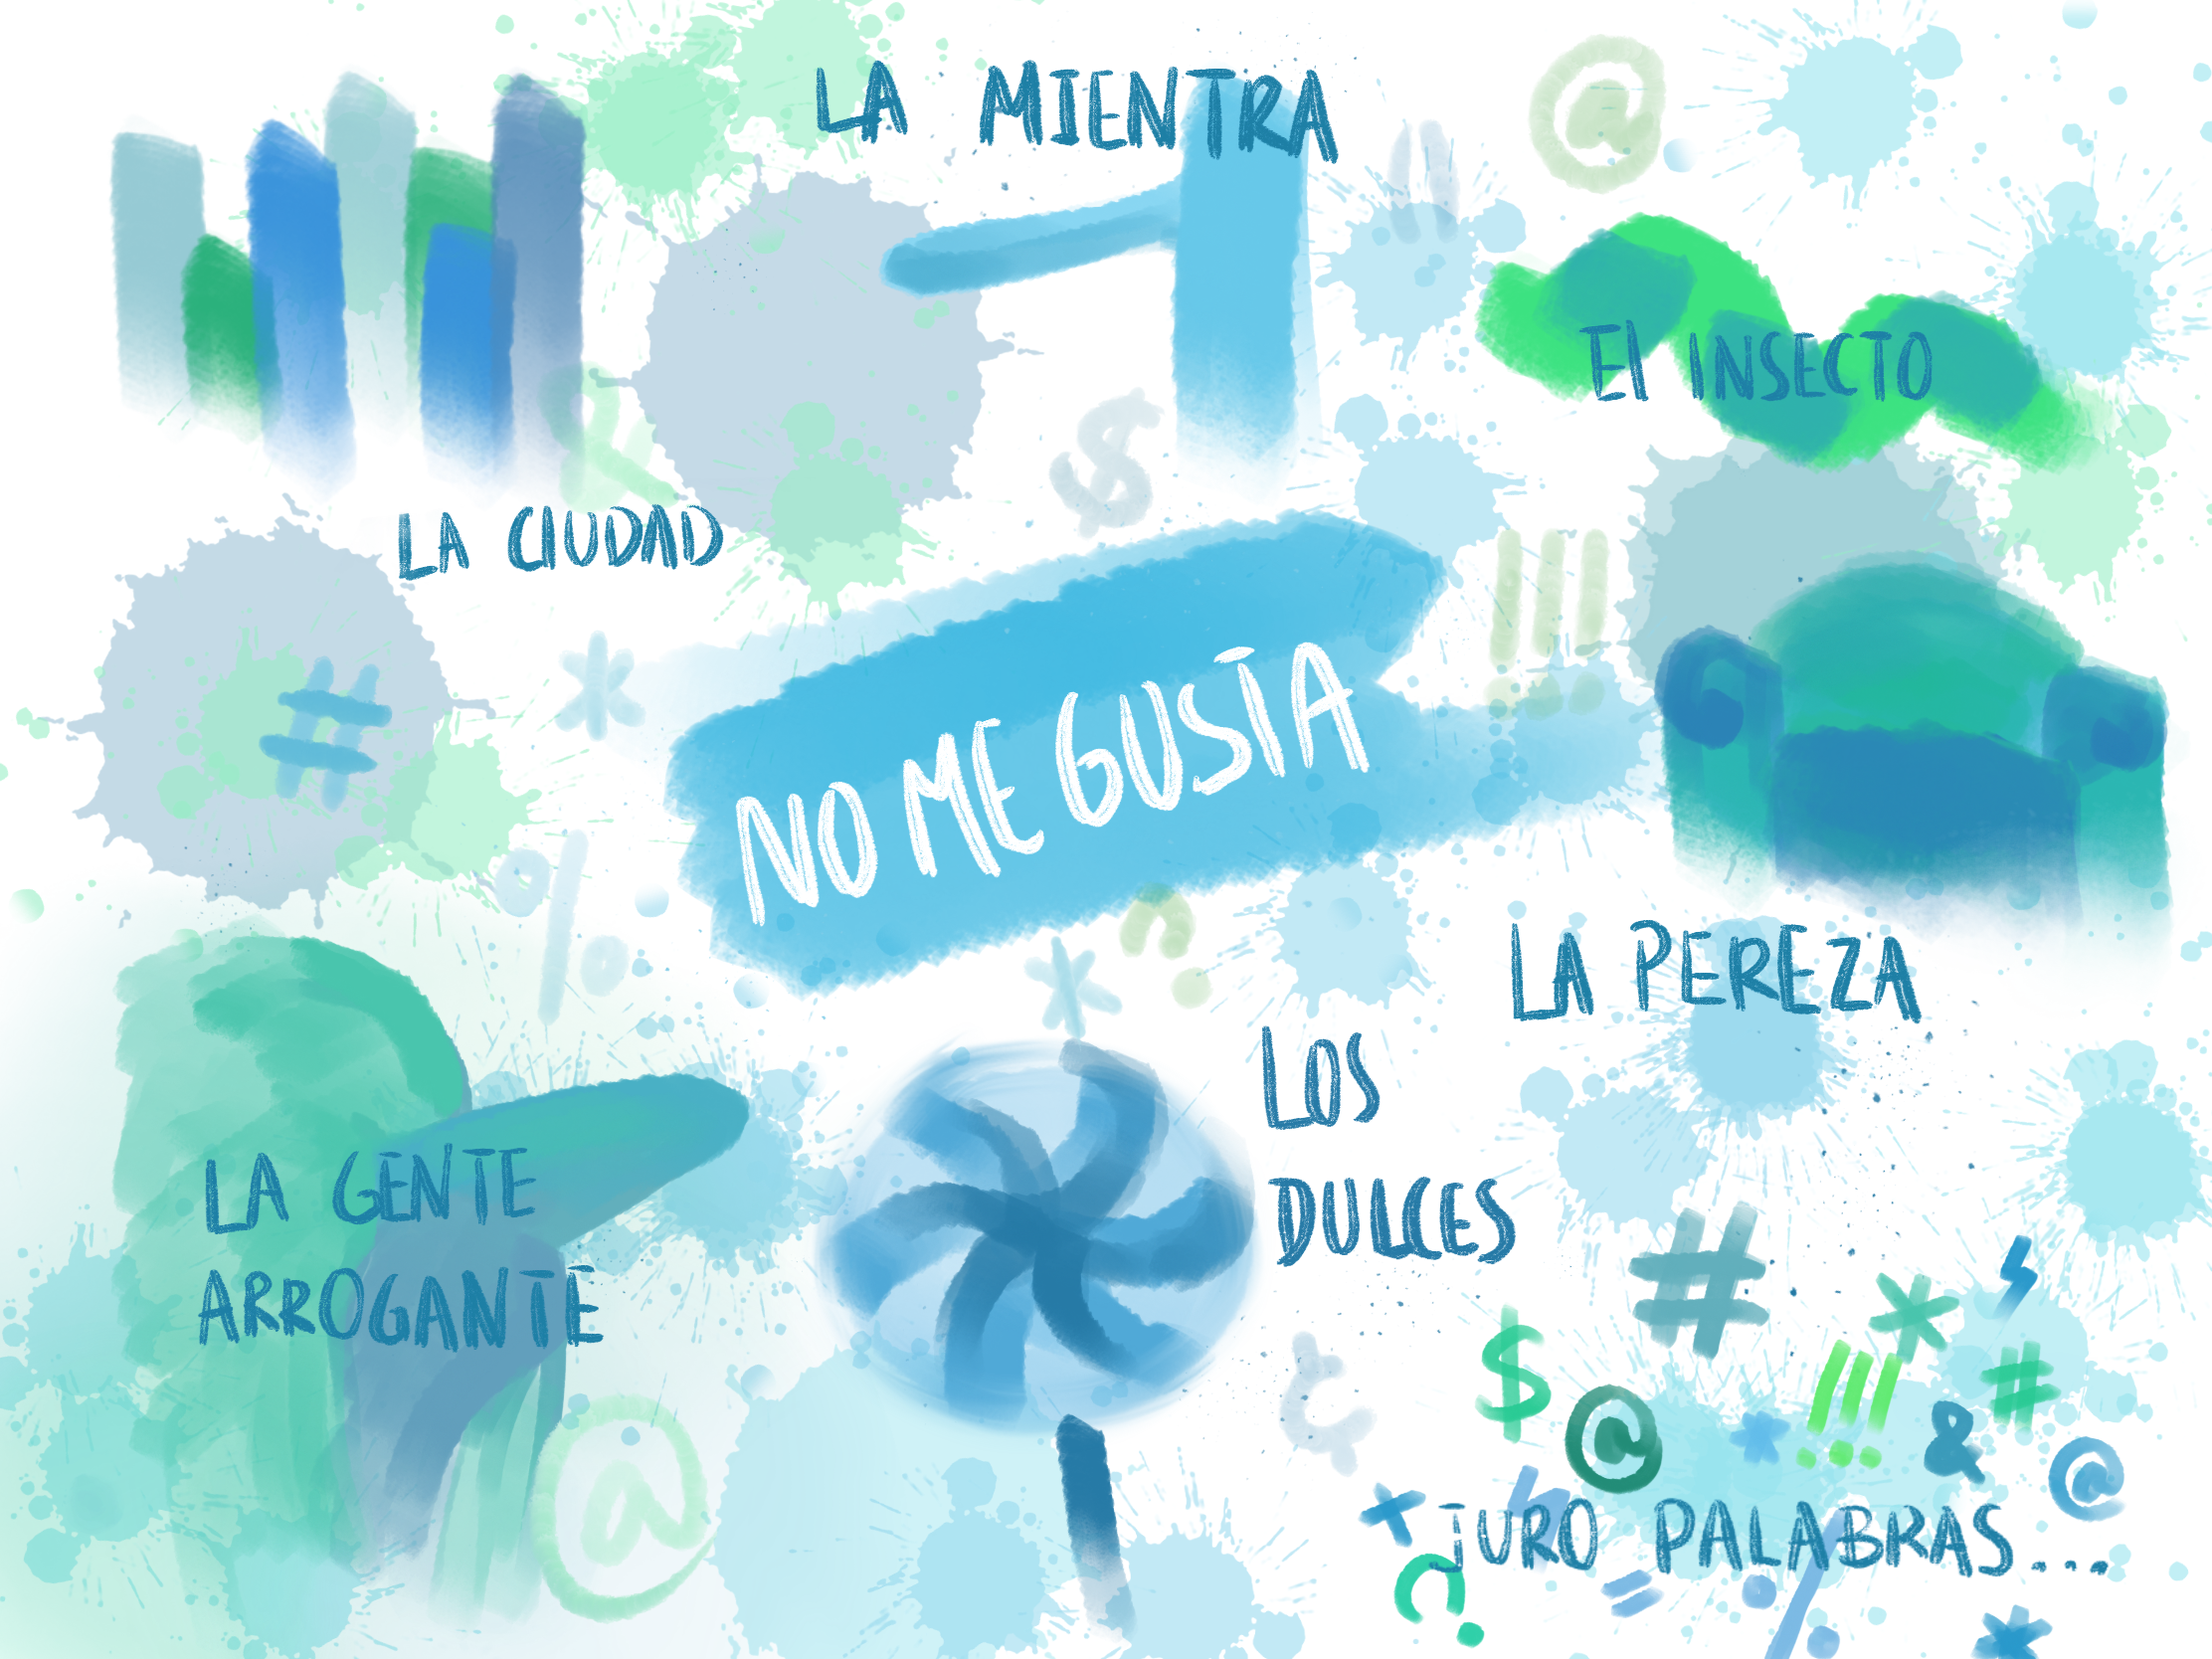 LA MIENTRA
El INSECTO
LA CIUDAD
#
$
@
!!!
*
NO ME GUSTA
%
*
LA PEREZA
LOS
DULCES
LA GENTE
ARROGANTE
@
# * #
$ @ * !!! & @
JURO PALABRAS...
*